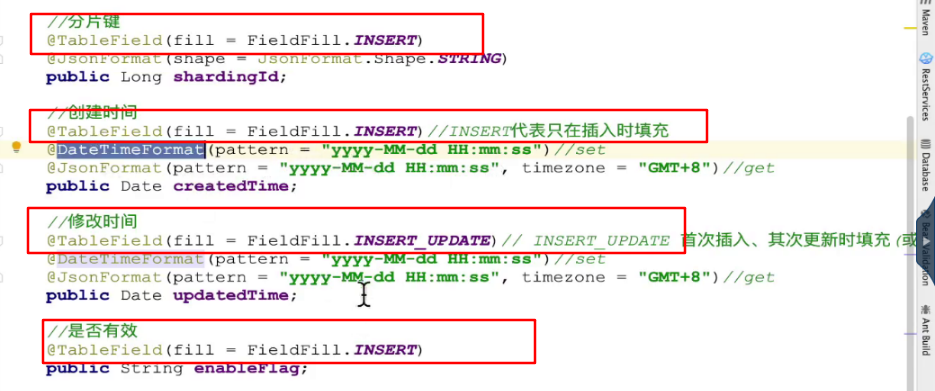 //分片键
@TableField(fill = FieldFill.INSERT)
@JsonFormat(shape = JsonFormat.Shape.STRING)
public Long shardingId;
//创建时间
@TableField(fill = FieldFill.INSERT)//INSERT代表只在插入时填充
@DateTimeFormat(pattern = "yyyy-MM-dd HH:mm:ss")//set
@JsonFormat(pattern = "yyyy-MM-dd HH:mm:ss", timezone = "GMT+8")//get
public Date createdTime;
//修改时间
@TableField(fill = FieldFill.INSERT_UPDATE)// INSERT_UPDATE 首次插入、其次更新时填充(或
@DateTimeFormat(pattern = "yyyy-MM-dd HH:mm:ss")//set
@JsonFormat(pattern = "yyyy-MM-dd HH:mm:ss", timezone = "GMT+8")//get
public Date updatedTime;
//是否有效
@TableField(fill = FieldFill.INSERT)
public String enableFlag;
Maven
RestServices
Database
Validation
Ant Build